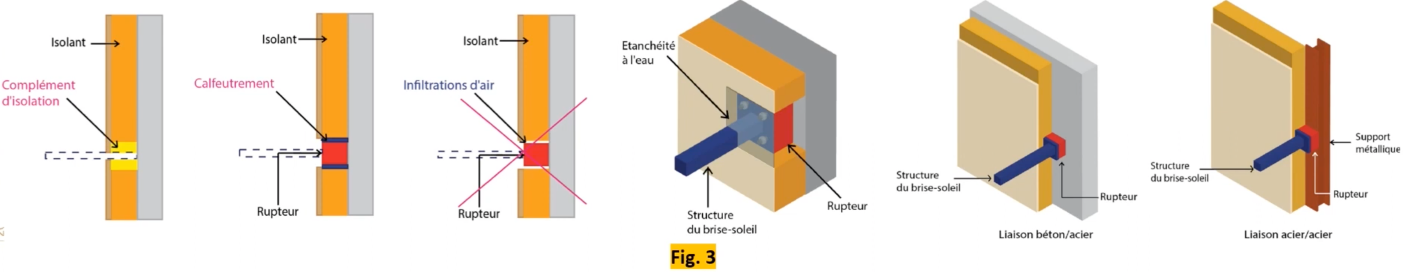 Isolant
Complément
d'isolation
Isolant
Calfeutrement
Rupteur
Isolant
Infiltrations d'air
Rupteur
Etanchéité
à l'eau
Rupteur
Structure
du brise-soleil
Structure
du brise-soleil
Rupteur
Liaison béton/acier
Support
métallique
Structure
du brise-soleil
Rupteur
Liaison acier/acier
Fig. 3